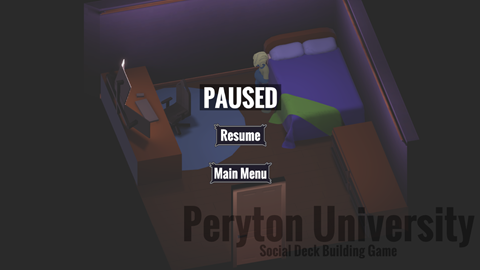 PAUSED
Resume
Main Menu
Peryton University
Social Deck Building Game